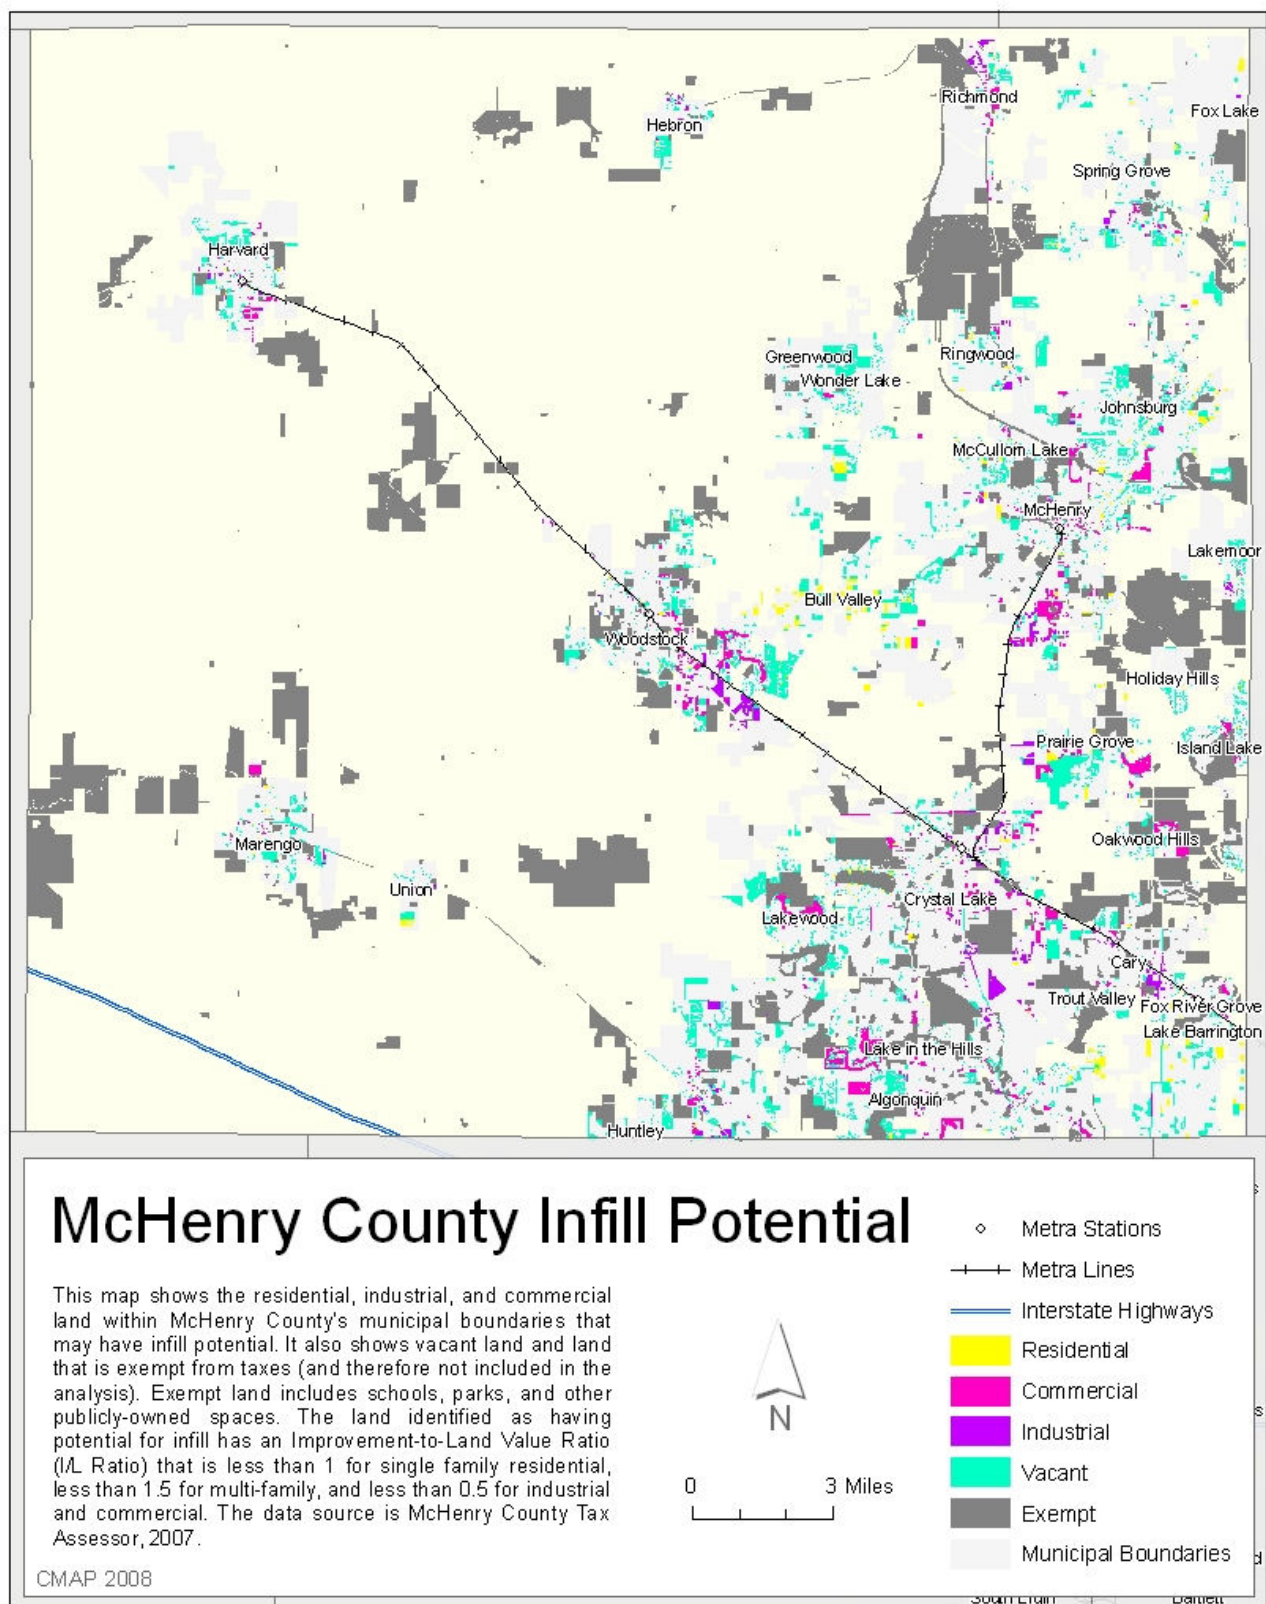 Richmond
Fox Lake
Hebron
Spring Grove
Harvard
Greenwood
Ringwood
Wonder Lake
Johnsburg
McCullom Lake
McHenry
Lakemoor
Bull Valley
Woodstock
Holiday Hills
Prairie Grove
Island Lake
Marengo
Oakwood Hills
Union
Crystal Lake
Lakewood
Cary
Trout Valley
Fox River Grove
Lake Barrington
Lake in the Hills
Algonquin
Huntley
McHenry County Infill Potential
This map shows the residential, industrial, and commercial
land within McHenry County's municipal boundaries that
may have infill potential. It also shows vacant land and land
that is exempt from taxes (and therefore not included in the
analysis). Exempt land includes schools, parks, and other
publicly-owned spaces. The land identified as having
potential for infill has an Improvement-to-Land Value Ratio
(I/L Ratio) that is less than 1 for single family residential,
less than 1.5 for multi-family, and less than 0.5 for industrial
and commercial. The data source is McHenry County Tax
Assessor, 2007.
CMAP 2008
N
0 3 Miles
Metra Stations
Metra Lines
Interstate Highways
Residential
Commercial
Industrial
Vacant
Exempt
Municipal Boundaries
South Elgin
Bartlett